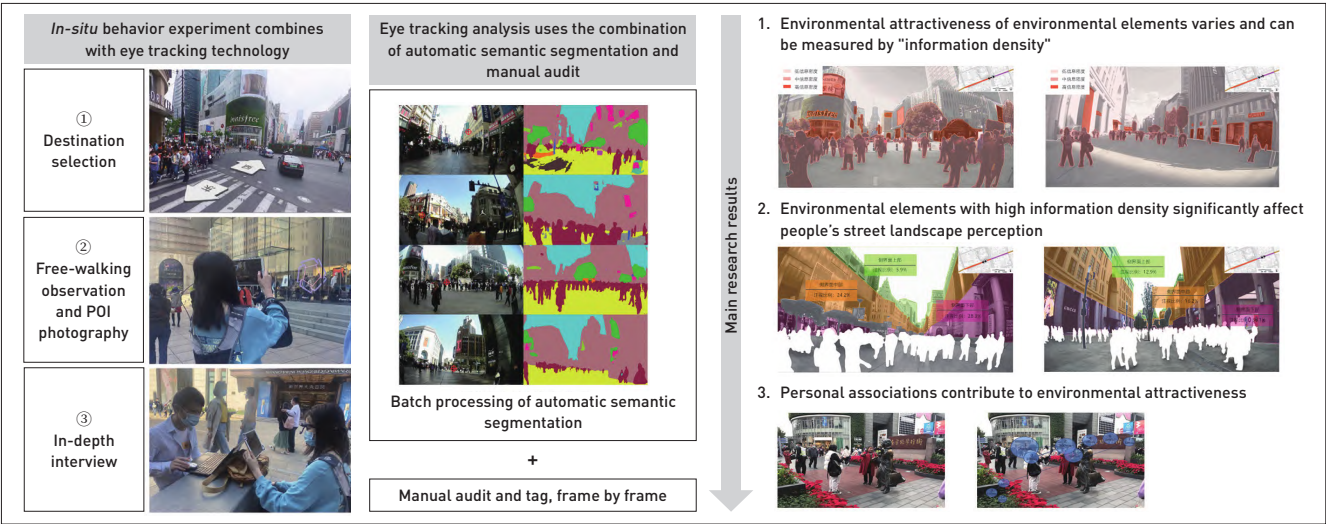 In-situ behavior experiment combines
with eye tracking technology
①
Destination
selection
②
Free-walking
observation
and POI
photography
③
In-depth
interview
Eye tracking analysis uses the combination
of automatic semantic segmentation and
manual audit
Batch processing of automatic semantic
segmentation
+
Manual audit and tag, frame by frame
Main research results
1. Environmental attractiveness of environmental elements varies and can
be measured by "information density"
innisfree
2. Environmental elements with high information density significantly affect
people’s street landscape perception
3. Personal associations contribute to environmental attractiveness